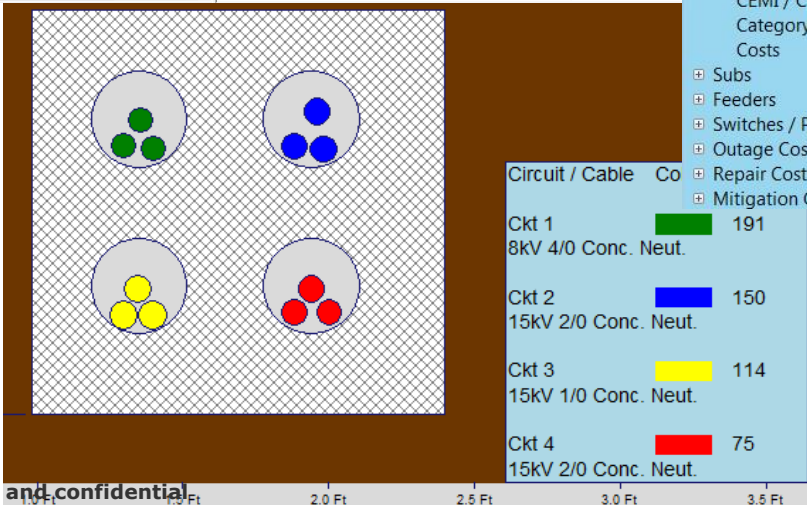 Category
Costs
Subs
Feeders
Switches /
Outage
Repair Cost
Mitigation
Circuit / Cable
Ckt 1 191
8kV 4/0 Conc. Neut.
Ckt 2 150
15kV 2/0 Conc. Neut.
Ckt 3 114
15kV 1/0 Conc. Neut.
Ckt 4 75
15kV 2/0 Conc. Neut.
and confidential
2.0 Ft 2.5 Ft 3.0 Ft 3.5 Ft